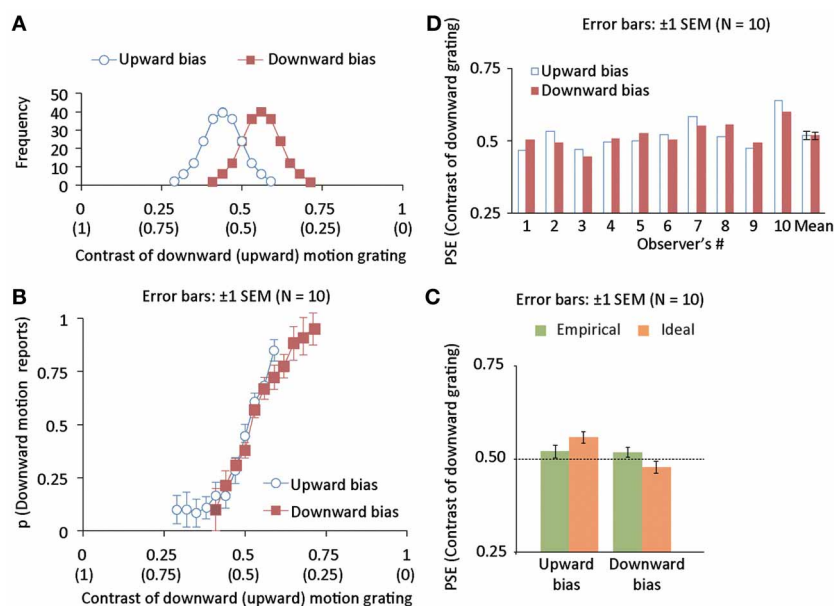 A
Upward bias Downward bias
Frequency
50
40
30
20
10
0
0 0.25 0.5 0.75 1
(1) (0.75) (0.5) (0.25) (0)
Contrast of downward (upward) motion grating
B
Error bars: ±1 SEM (N = 10)
p (Downward motion reports)
1
0.75
0.5
0.25
0
Upward bias
Downward bias
0 0.25 0.5 0.75 1
(1) (0.75) (0.5) (0.25) (0)
Contrast of downward (upward) motion grating
D
Error bars: ±1 SEM (N = 10)
PSE (Contrast of downward grating)
0.75
0.5
0.25
Upward bias
Downward bias
1 2 3 4 5 6 7 8 9 10 Mean
Observer's #
C
Error bars: ±1 SEM (N = 10)
Empirical Ideal
PSE (Contrast of downward grating)
0.75
0.50
0.25
Upward Downward
bias bias